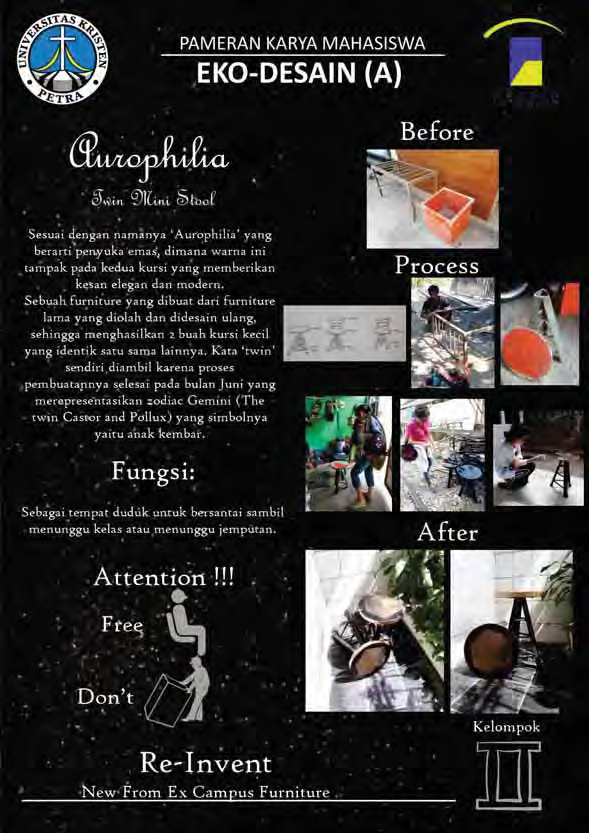 UNIVERSITAS KRISTEN
PETRA
PAMERAN KARYA MAHASISWA
EKO-DESAIN (A)
Aurophilia
Twin Mini Stool
Sesuai dengan namanya 'Aurophilia' yang
berarti penyuka emas, dimana warna ini
tampak pada kedua kursi yang memberikan
kesan elegan dan modern.
Sebuah furniture yang dibuat dari furniture
lama yang diolah dan didesain ulang,
sehingga menghasilkan 2 buah kursi kecil
yang identik satu sama lainnya. Kata 'twin'
sendiri diambil karena proses
pembuatannya selesai pada bulan Juni yang
merepresentasikan zodiac Gemini (The
twin Castor and Pollux) yang simbolnya
yaitu anak kembar.
Fungsi:
Sebagai tempat duduk untuk bersantai sambil
menunggu kelas atau menunggu jemputan.
Attention !!!
Free
Don't
Re-Invent
New From Ex Campus Furniture
Before
Process
After
Kelompok
II